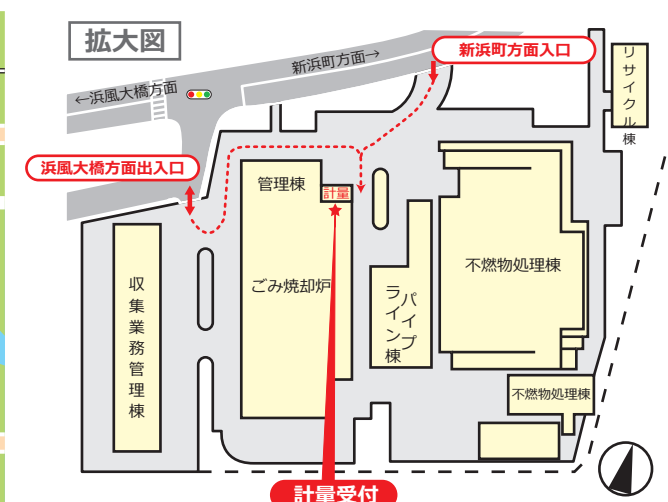 拡大図
新浜町方面→
新浜町方面入口
←浜風大橋方面
リサイクル棟
浜風大橋方面出入口
管理棟
計量
ごみ焼却炉
収集業務管理棟
パイプ
ライン棟
不燃物処理棟
不燃物処理棟
計量受付